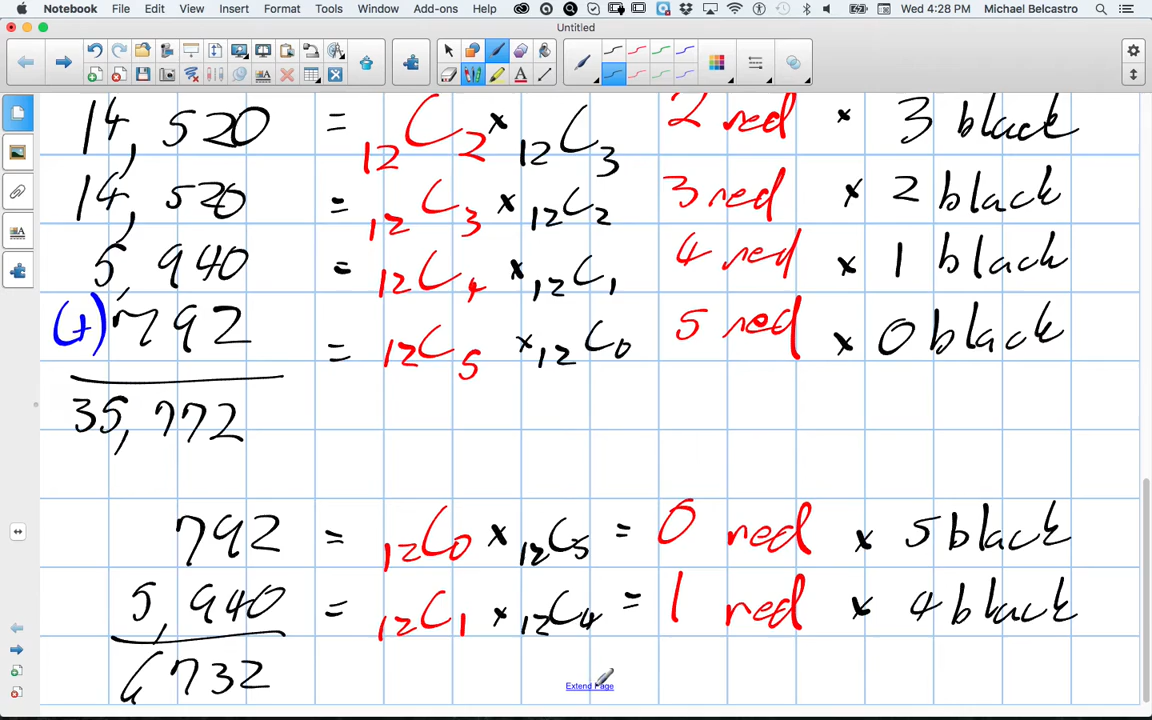 Notebook File Edit View Insert Format Tools Window Add-ons Help Wed 4:28 PM Michael Belcastro
Untitled
14,520 = 12C2 × 12C3 2 red × 3 black
14,520 = 12C3 × 12C2 3 red × 2 black
5,940 = 12C4 × 12C1 4 red × 1 black
(+) 792 = 12C5 × 12C0 5 red × 0 black
35,772
792 = 12C0 × 12C5 = 0 red × 5 black
5,940 = 12C1 × 12C4 = 1 red × 4 black
6732
Extend Page